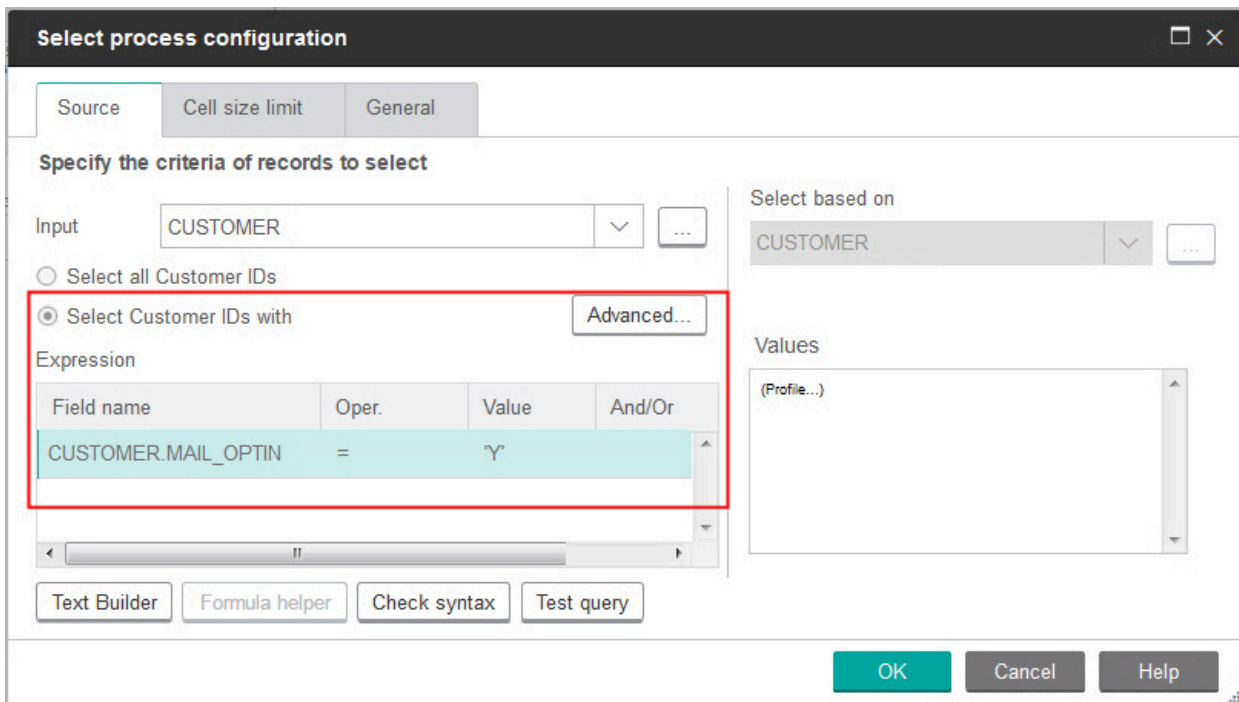 Select process configuration
Source Cell size limit General
Specify the criteria of records to select
Input CUSTOMER ...
Select all Customer IDs
Select Customer IDs with Advanced...
Expression
Field name Oper. Value And/Or
CUSTOMER.MAIL_OPTIN = 'Y'
Text Builder Formula helper Check syntax Test query
Select based on
CUSTOMER ...
Values
(Profile...)
OK Cancel Help